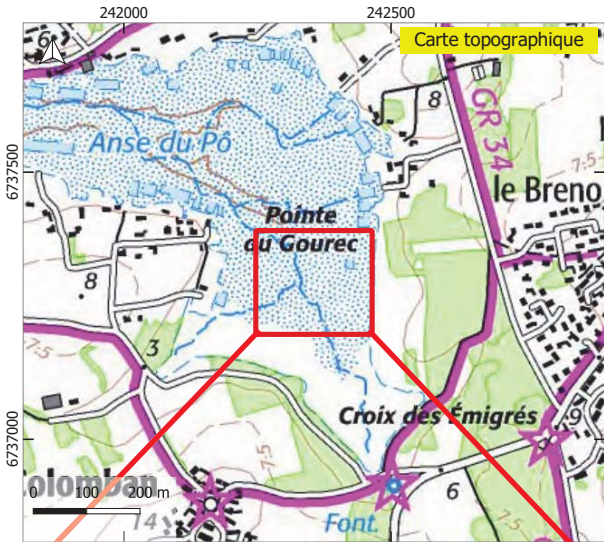 242000
242500
Carte topographique
6
8
GR 34
Anse du Pô
6737500
7:5
le Breno
Pointe
du Gourec
8
7:5
3
Croix des Émigrés
9
6737000
7:5
olomban
6
0 100 200 m
14
Font.